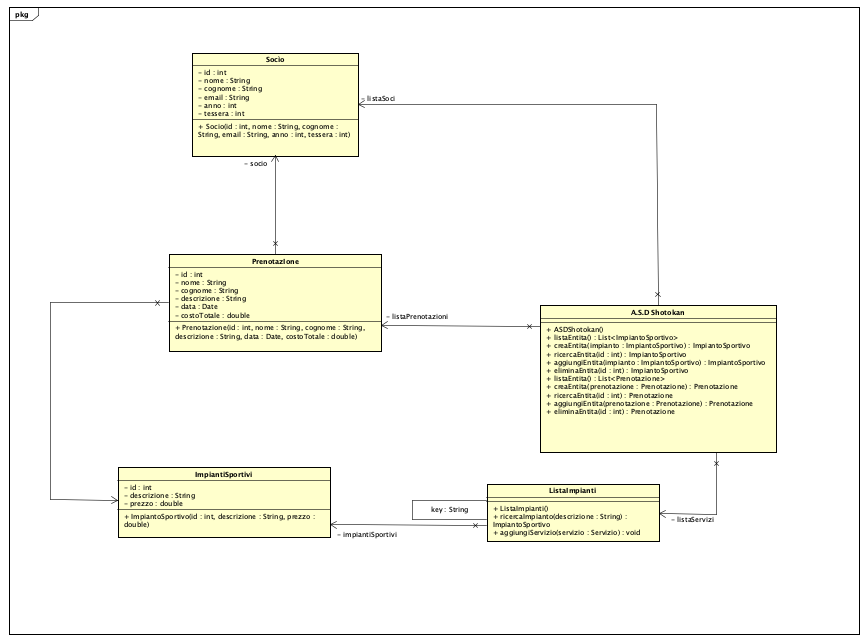 pkg
Socio
- id : int
- nome : String
- cognome : String
- email : String
- anno : int
- tessera : int
+ Socio(id : int, nome : String, cognome :
String, email : String, anno : int, tessera : int)
- listaSoci
- socio
Prenotazione
- id : int
- nome : String
- cognome : String
- descrizione : String
- data : Date
- costoTotale : double
+ Prenotazione(id : int, nome : String, cognome : String,
descrizione : String, data : Date, costoTotale : double)
- listaPrenotazioni
A.S.D Shotokan
+ ASDShotokan()
+ listaEntita() : List<ImpiantoSportivo>
+ creaEntita(impianto : ImpiantoSportivo) : ImpiantoSportivo
+ ricercaEntita(id : int) : ImpiantoSportivo
+ aggiungiEntita(impianto : ImpiantoSportivo) : ImpiantoSportivo
+ eliminaEntita(id : int) : ImpiantoSportivo
+ listaEntita() : List<Prenotazione>
+ creaEntita(prenotazione : Prenotazione) : Prenotazione
+ ricercaEntita(id : int) : Prenotazione
+ aggiungiEntita(prenotazione : Prenotazione) : Prenotazione
+ eliminaEntita(id : int) : Prenotazione
ImpiantiSportivi
- id : int
- descrizione : String
- prezzo : double
+ ImpiantoSportivo(id : int, descrizione : String, prezzo :
double)
- impiantiSportivi
key : String
ListaImpianti
+ ListaImpianti()
+ ricercaImpianto(descrizione : String) :
ImpiantoSportivo
+ aggiungiServizio(servizio : Servizio) : void
- listaServizi